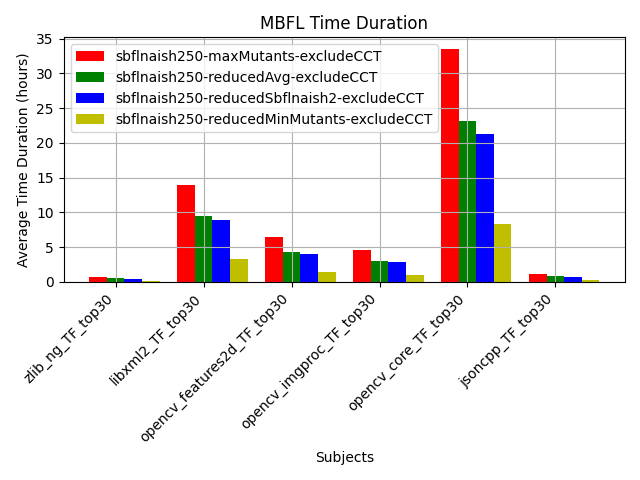 MBFL Time Duration
Average Time Duration (hours)
35
30
25
20
15
10
5
0
sbflnaish250-maxMutants-excludeCCT
sbflnaish250-reducedAvg-excludeCCT
sbflnaish250-reducedSbflnaish2-excludeCCT
sbflnaish250-reducedMinMutants-excludeCCT
zlib_ng_TF_top30
libxml2_TF_top30
opencv_features2d_TF_top30
opencv_imgproc_TF_top30
opencv_core_TF_top30
jsoncpp_TF_top30
Subjects